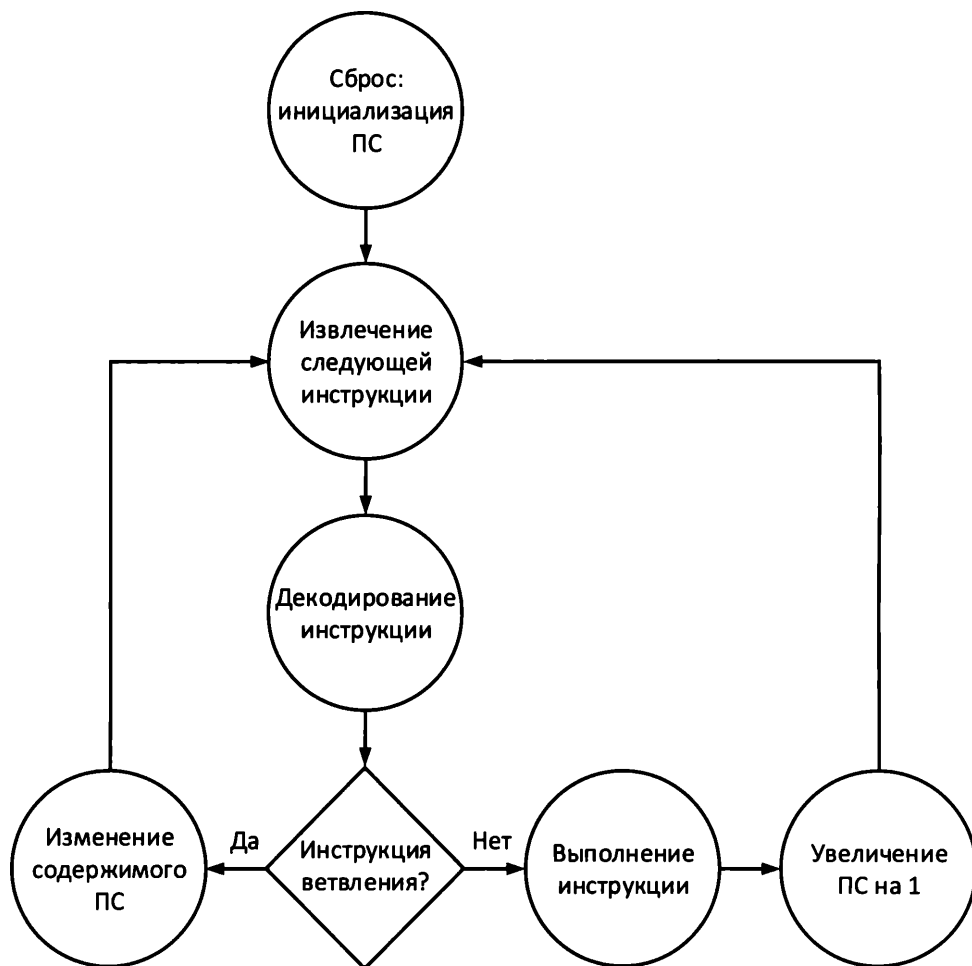 Сброс:
инициализация
ПС
Извлечение
следующей
инструкции
Декодирование
инструкции
Изменение
содержимого
ПС
Да
Инструкция
ветвления?
Нет
Выполнение
инструкции
Увеличение
ПС на 1